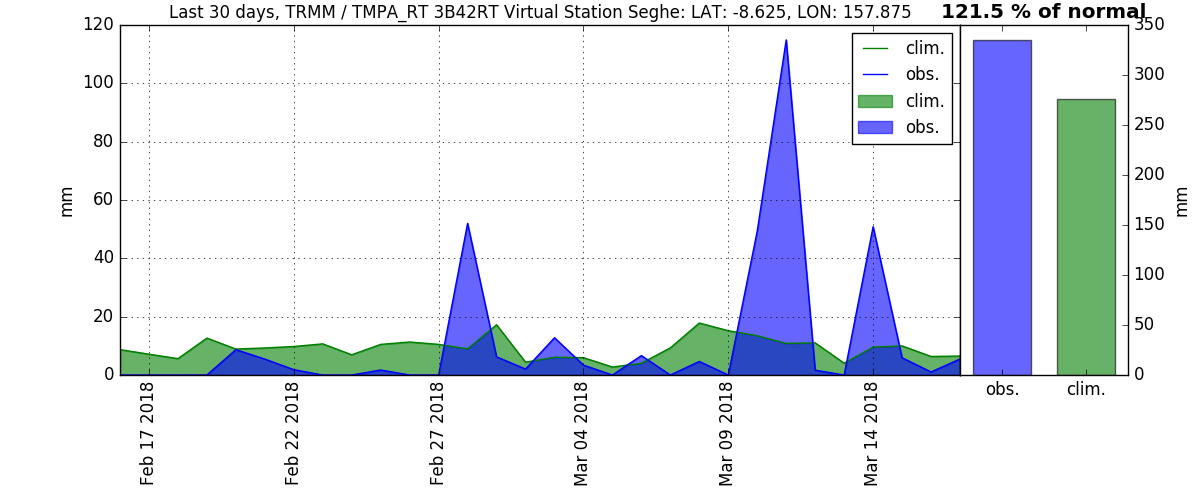 Last 30 days, TRMM / TMPA_RT 3B42RT Virtual Station Seghe: LAT: -8.625, LON: 157.875
121.5 % of normal
120
100
80
60
40
20
0
mm
clim.
obs.
clim.
obs.
Feb 17 2018
Feb 22 2018
Feb 27 2018
Mar 04 2018
Mar 09 2018
Mar 14 2018
350
300
250
200
150
100
50
0
mm
obs.
clim.